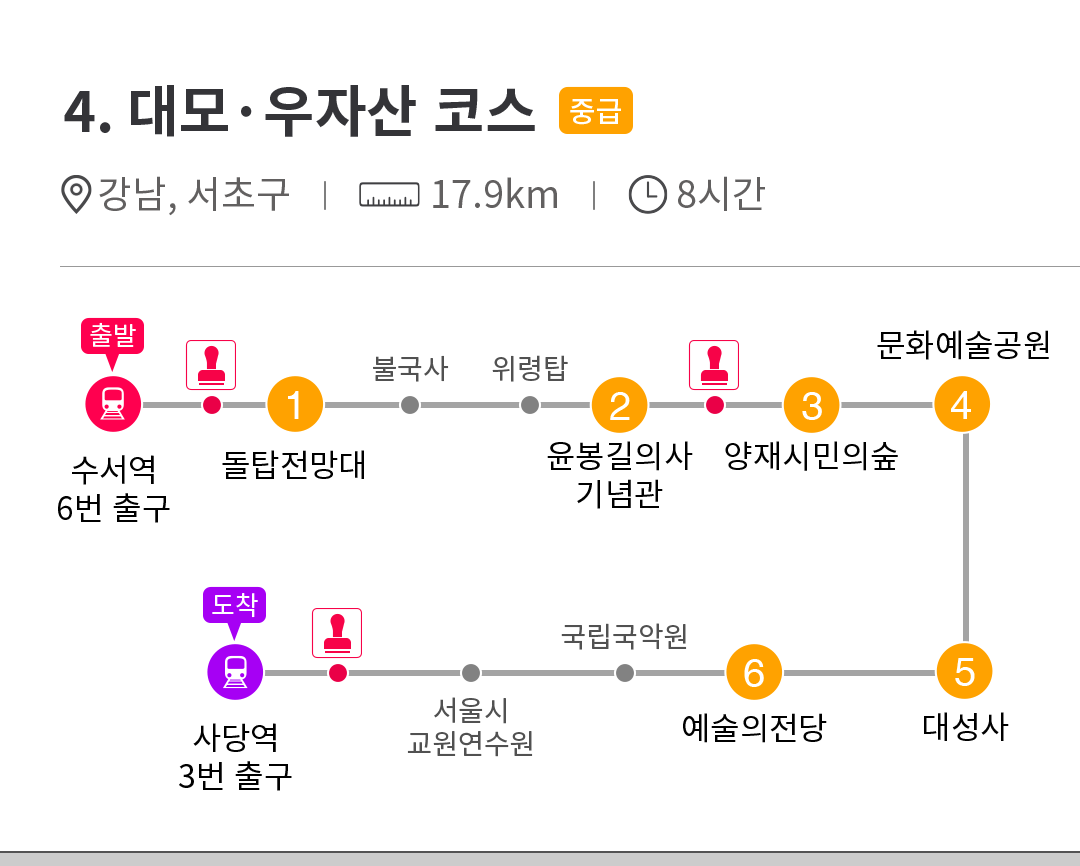 4. 대모·우자산 코스 중급
강남, 서초구 | 17.9km | 8시간
출발
불국사
위령탑
문화예술공원
1
2
3
4
수서역
6번 출구
돌탑전망대
윤봉길의사
기념관
양재시민의숲
도착
국립국악원
6
5
서울시
교원연수원
예술의전당
대성사
사당역
3번 출구